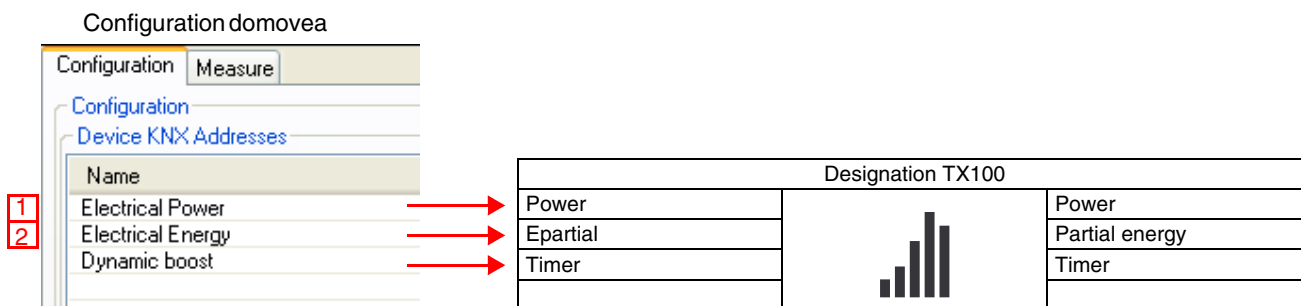 Configuration domovea
Configuration Measure
Configuration
Device KNX Addresses
Name
Designation TX100
1 Electrical Power Power Power
2 Electrical Energy Epartial Partial energy
Dynamic boost Timer Timer